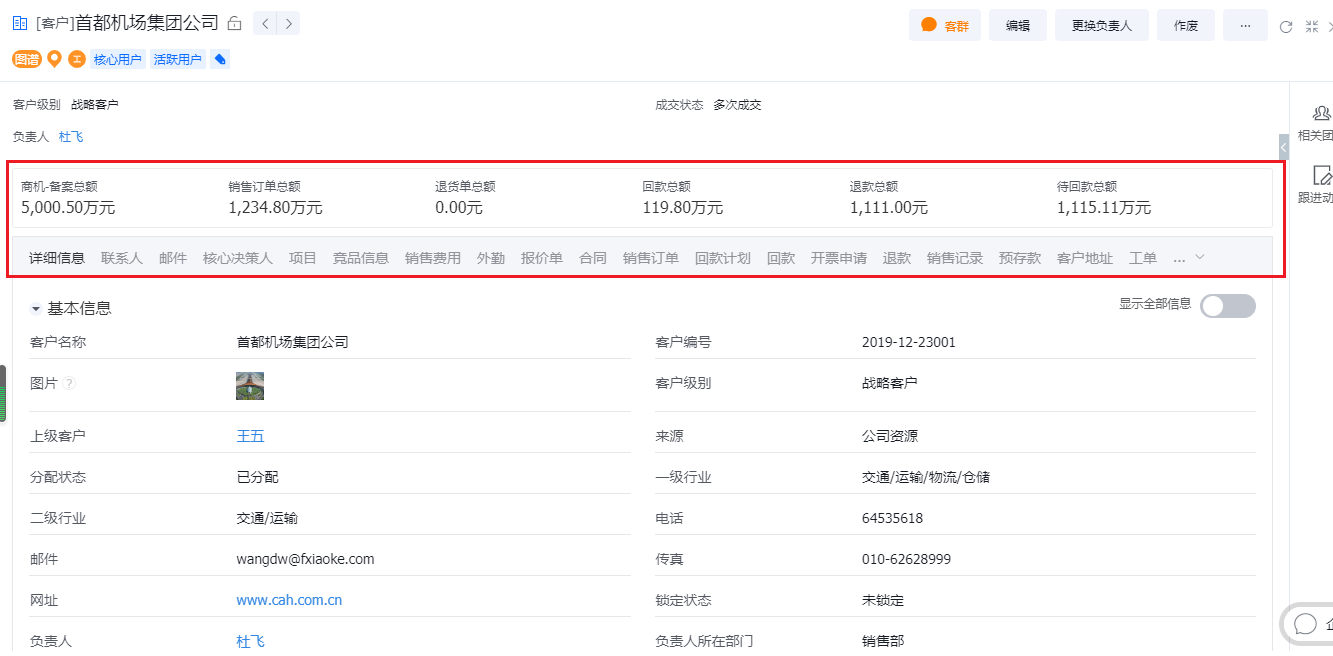 [客户]首都机场集团公司
客群 编辑 更换负责人 作废 ...
图谱 工 核心用户 活跃用户
客户级别 战略客户 成交状态 多次成交
负责人 杜飞
相关团
跟进动
商机-备案总额 销售订单总额 退货单总额 回款总额 退款总额 待回款总额
5,000.50万元 1,234.80万元 0.00元 119.80万元 1,111.00元 1,115.11万元
详细信息 联系人 邮件 核心决策人 项目 竞品信息 销售费用 外勤 报价单 合同 销售订单 回款计划 回款 开票申请 退款 销售记录 预存款 客户地址 工单 ...
基本信息 显示全部信息
客户名称 首都机场集团公司 客户编号 2019-12-23001
图片 ? 客户级别 战略客户
上级客户 王五 来源 公司资源
分配状态 已分配 一级行业 交通/运输/物流/仓储
二级行业 交通/运输 电话 64535618
邮件 wangdw@fxiaoke.com 传真 010-62628999
网址 www.cah.com.cn 锁定状态 未锁定
负责人 杜飞 负责人所在部门 销售部